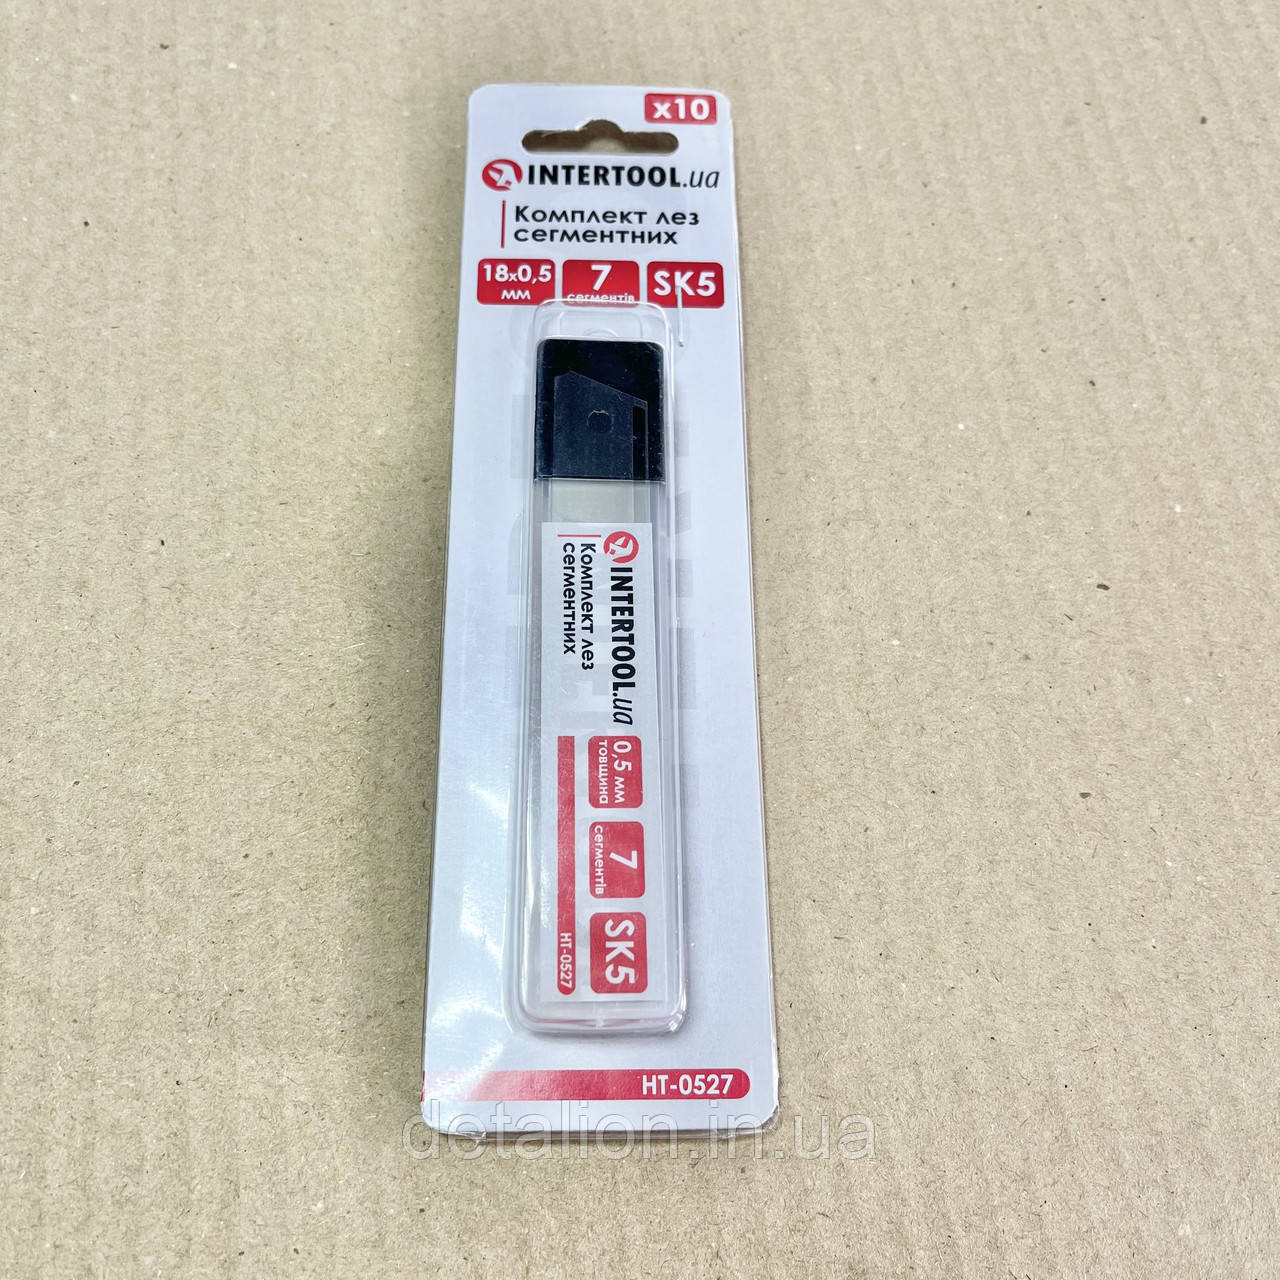 x10
INTERTOOL.ua
Комплект лез
сегментних
18x0,5
мм
7
сегментів
SK5
INTERTOOL.ua
Комплект лез
сегментних
0,5 мм
товщина
7
сегментів
SK5
HT-0527
HT-0527
detalion.in.ua